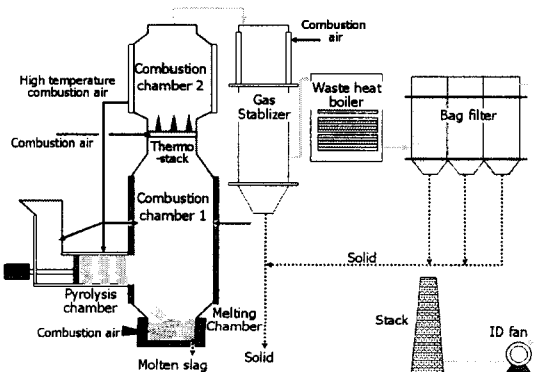 Combustion
air
Combustion
chamber 2
High temperature
combustion air
Gas
Stablizer
Waste heat
boiler
Bag filter
Combustion air
Thermo
-stack
Combustion
chamber 1
Solid
Pyrolysis
chamber
Melting
Chamber
Combustion air
Stack
ID fan
Molten slag
Solid